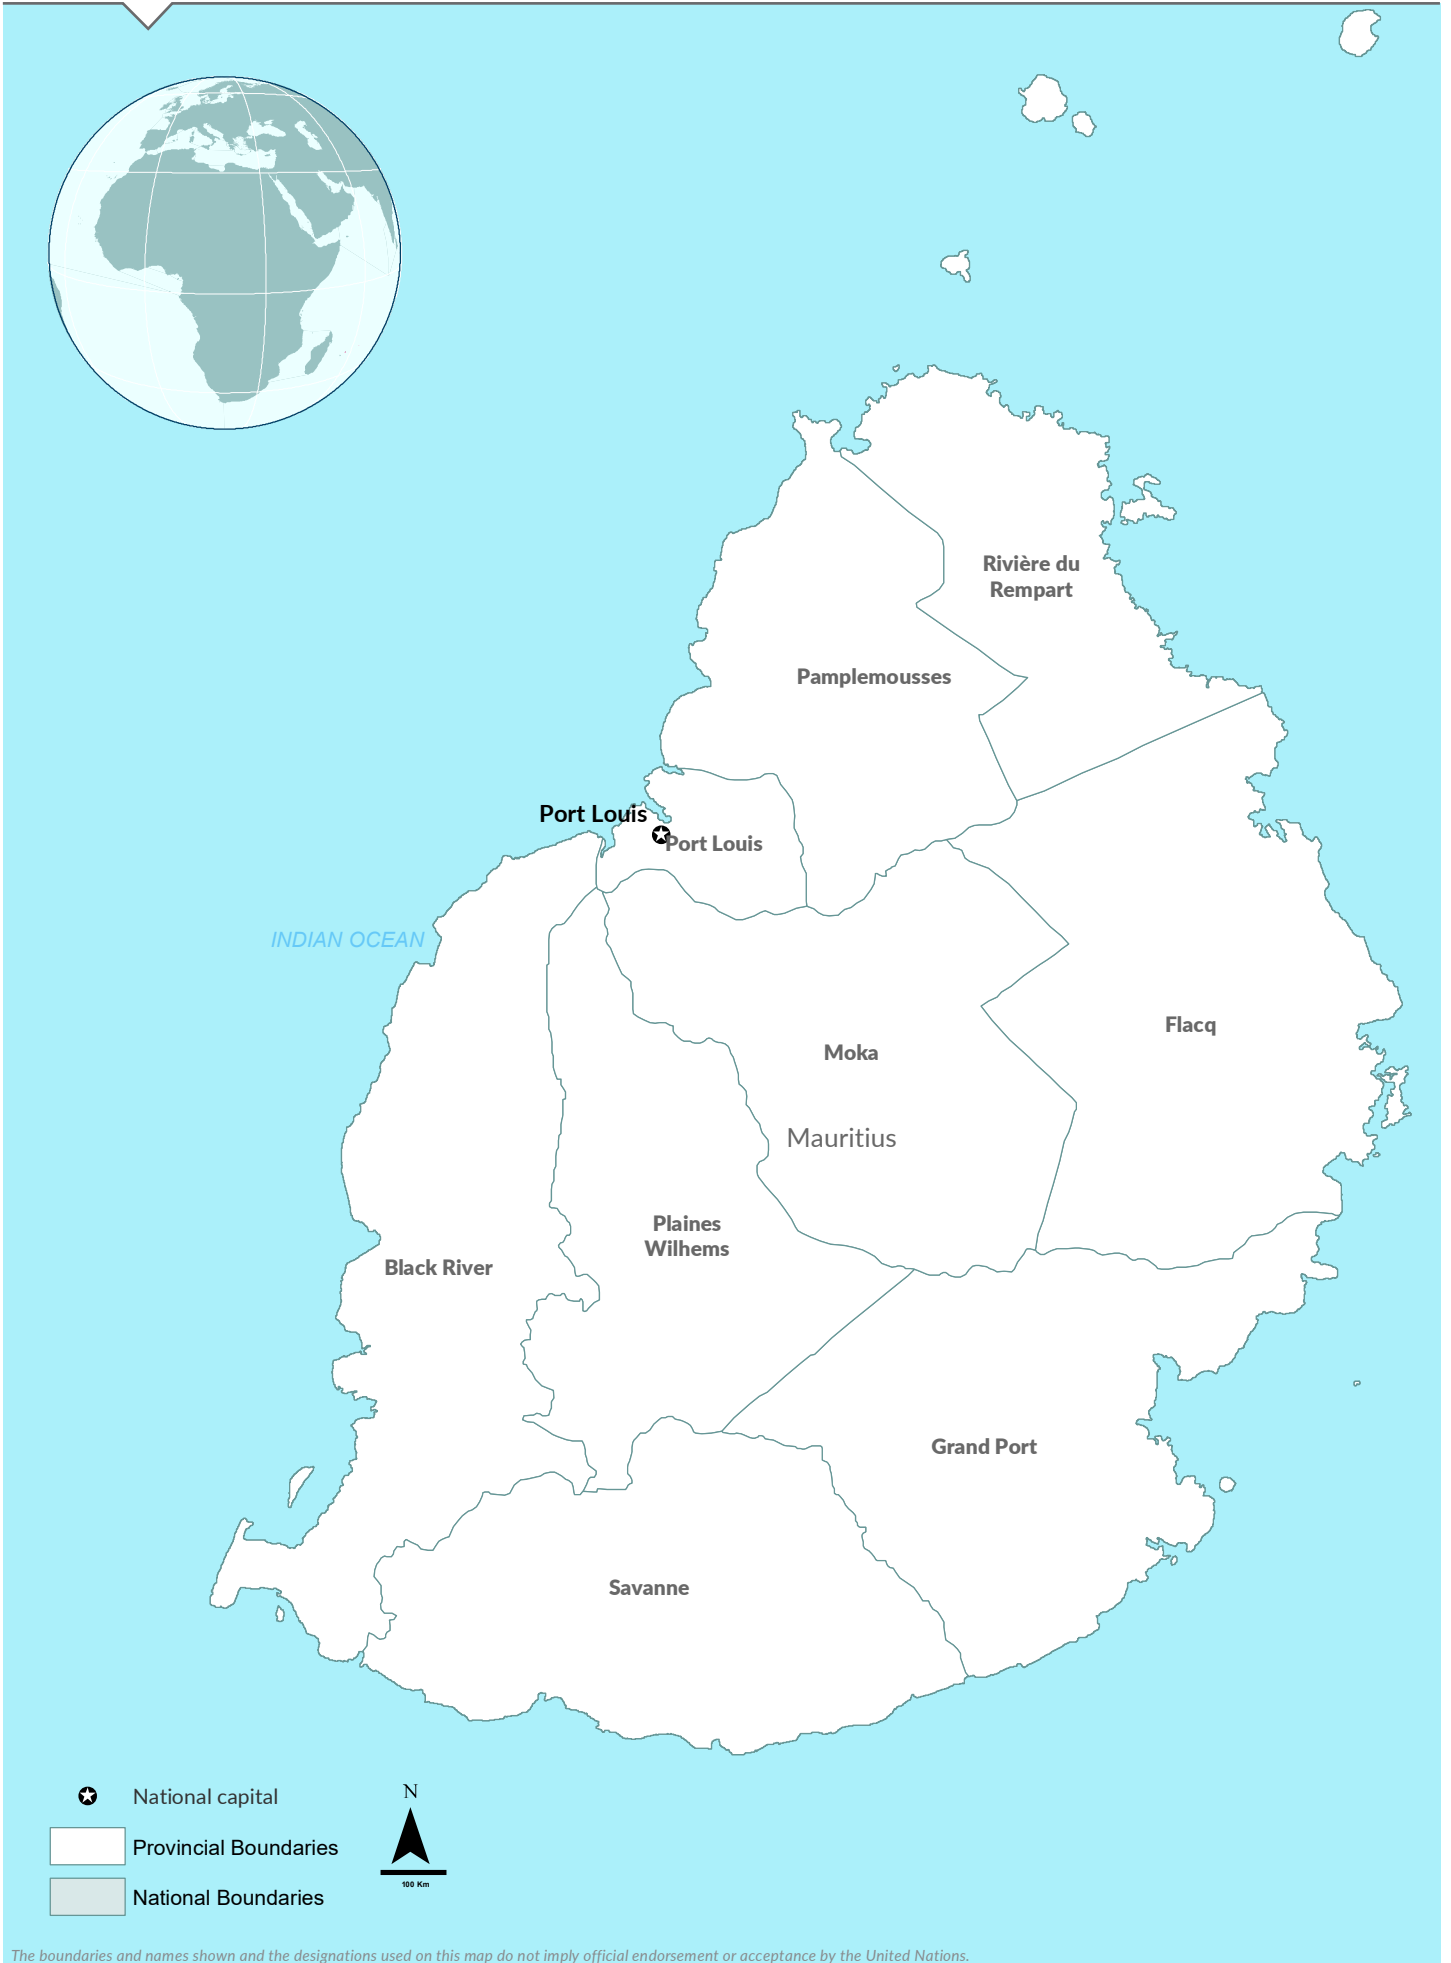 Rivière du
Rempart
Pamplemousses
Port Louis
Port Louis
INDIAN OCEAN
Flacq
Moka
Mauritius
Plaines
Wilhems
Black River
Grand Port
Savanne
National capital
N
Provincial Boundaries
100 Km
National Boundaries
The boundaries and names shown and the designations used on this map do not imply official endorsement or acceptance by the United Nations.